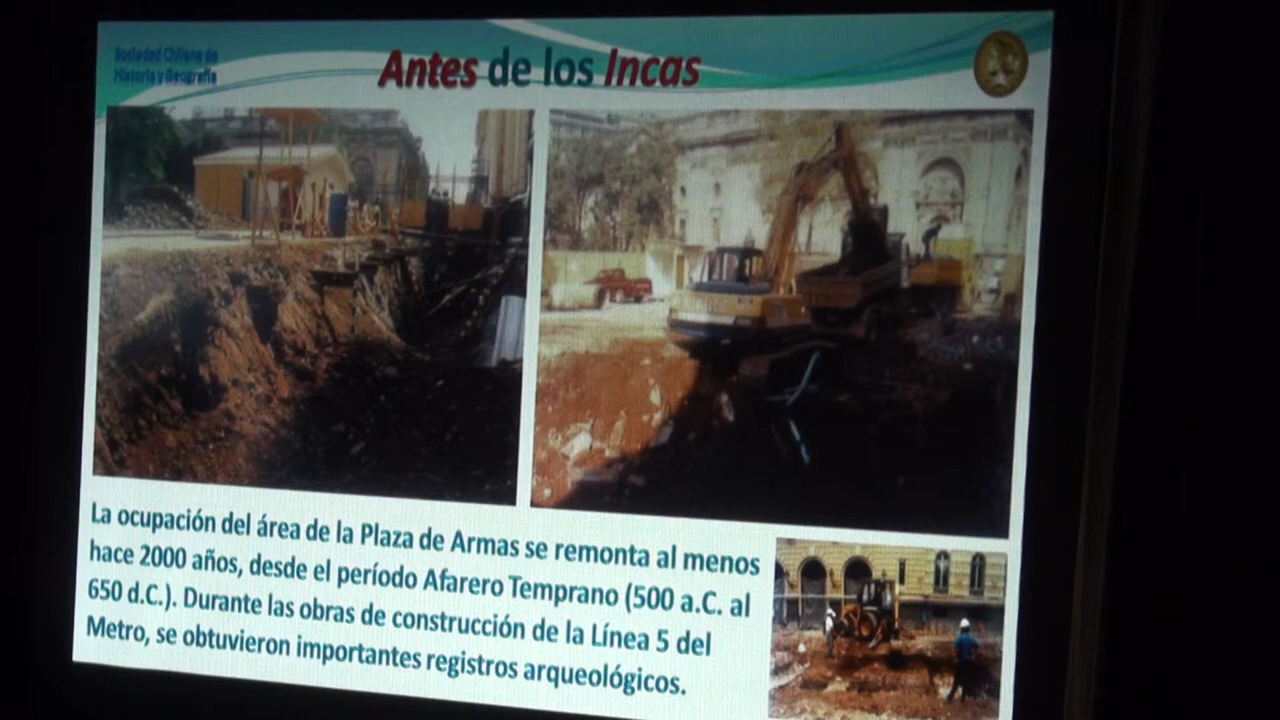 Sociedad Chilena de
Historia y Geografía
Antes de los Incas
La ocupación del área de la Plaza de Armas se remonta al menos
hace 2000 años, desde el período Afarero Temprano (500 a.C. al
650 d.C.). Durante las obras de construcción de la Línea 5 del
Metro, se obtuvieron importantes registros arqueológicos.